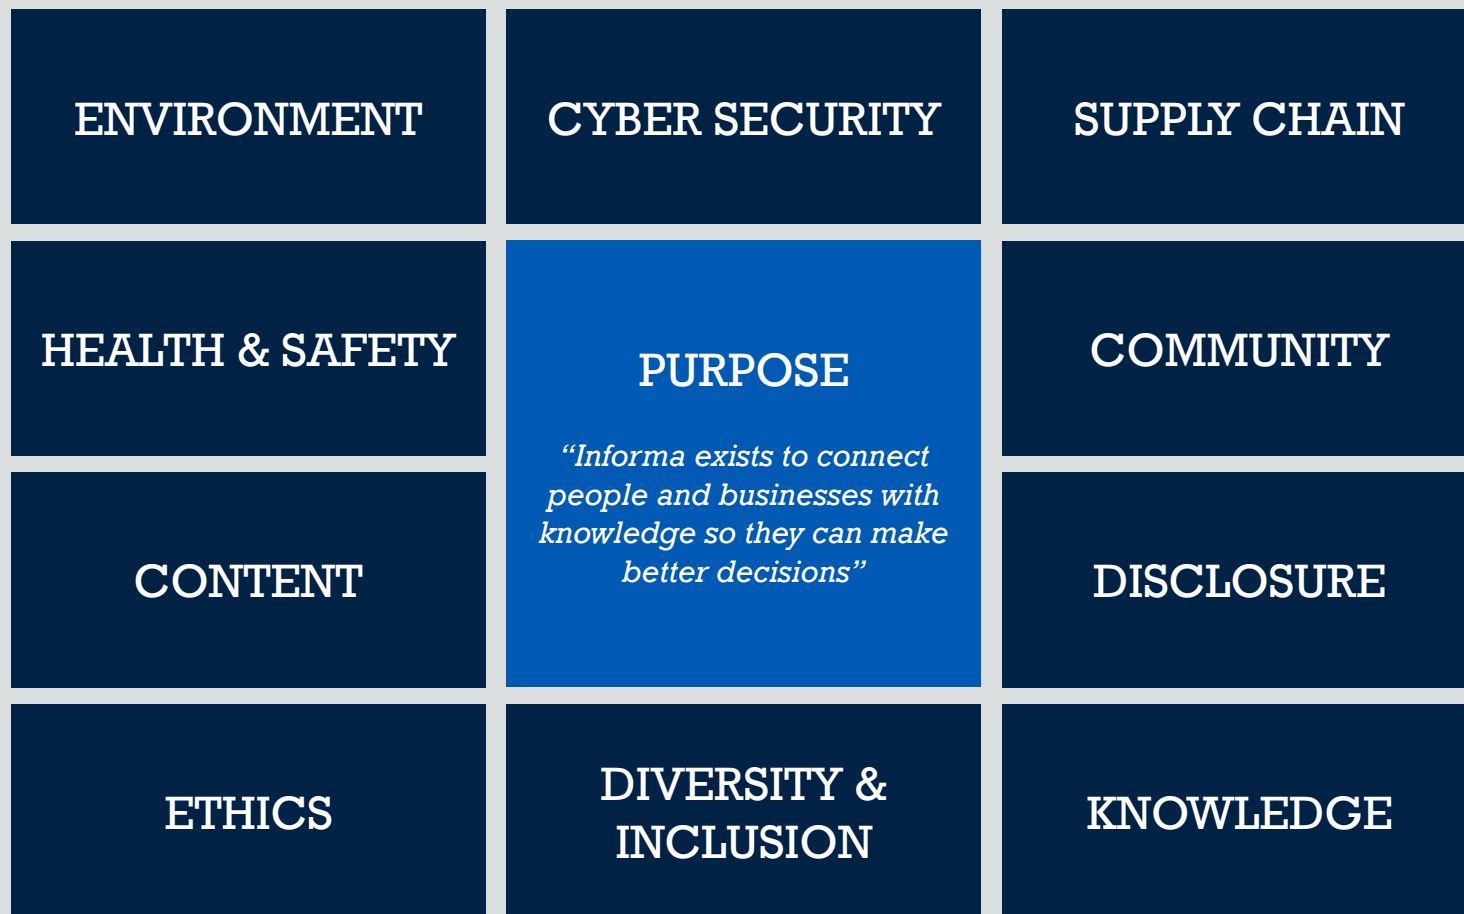 ENVIRONMENT
CYBER SECURITY
SUPPLY CHAIN
HEALTH & SAFETY
PURPOSE
“Informa exists to connect
people and businesses with
knowledge so they can make
better decisions”
COMMUNITY
CONTENT
DISCLOSURE
ETHICS
DIVERSITY &
INCLUSION
KNOWLEDGE